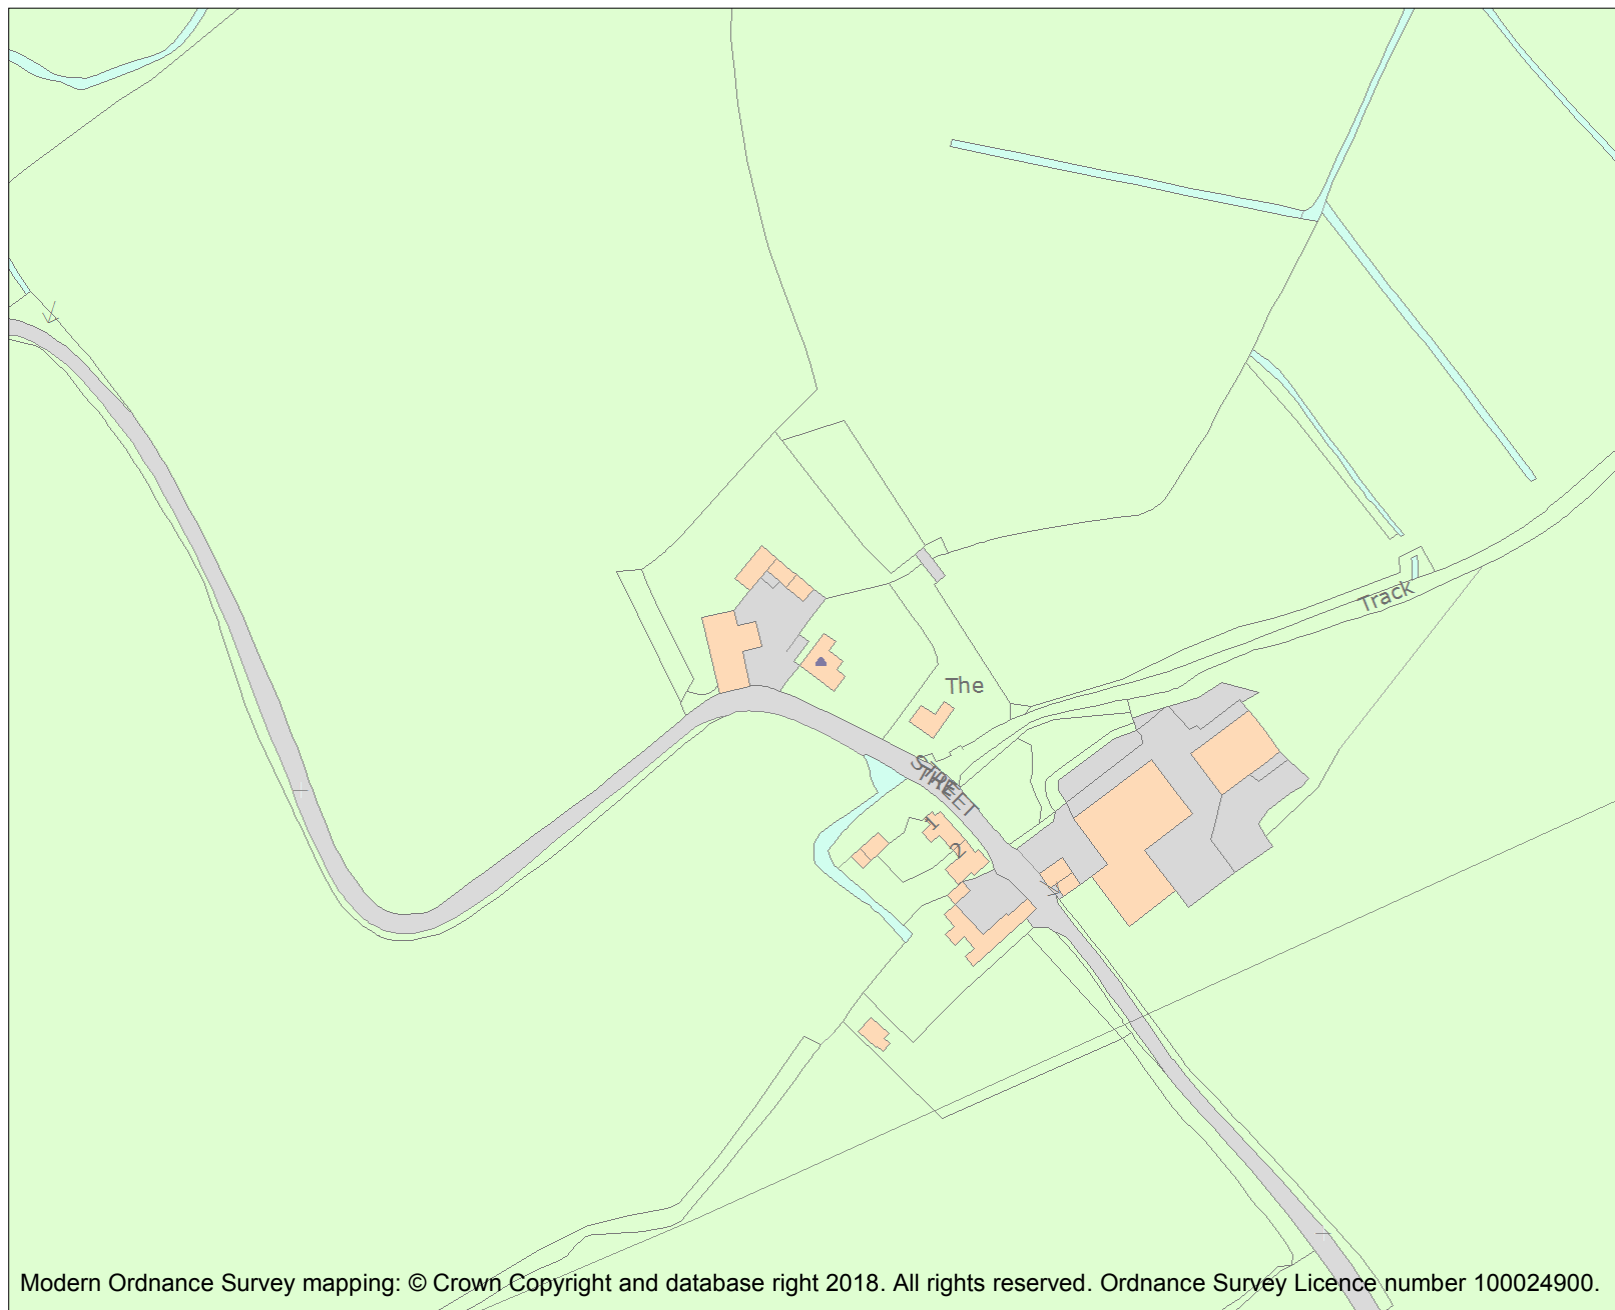 Track
The
THE
STREET
1
2
Modern Ordnance Survey mapping: © Crown Copyright and database right 2018. All rights reserved. Ordnance Survey Licence number 100024900.